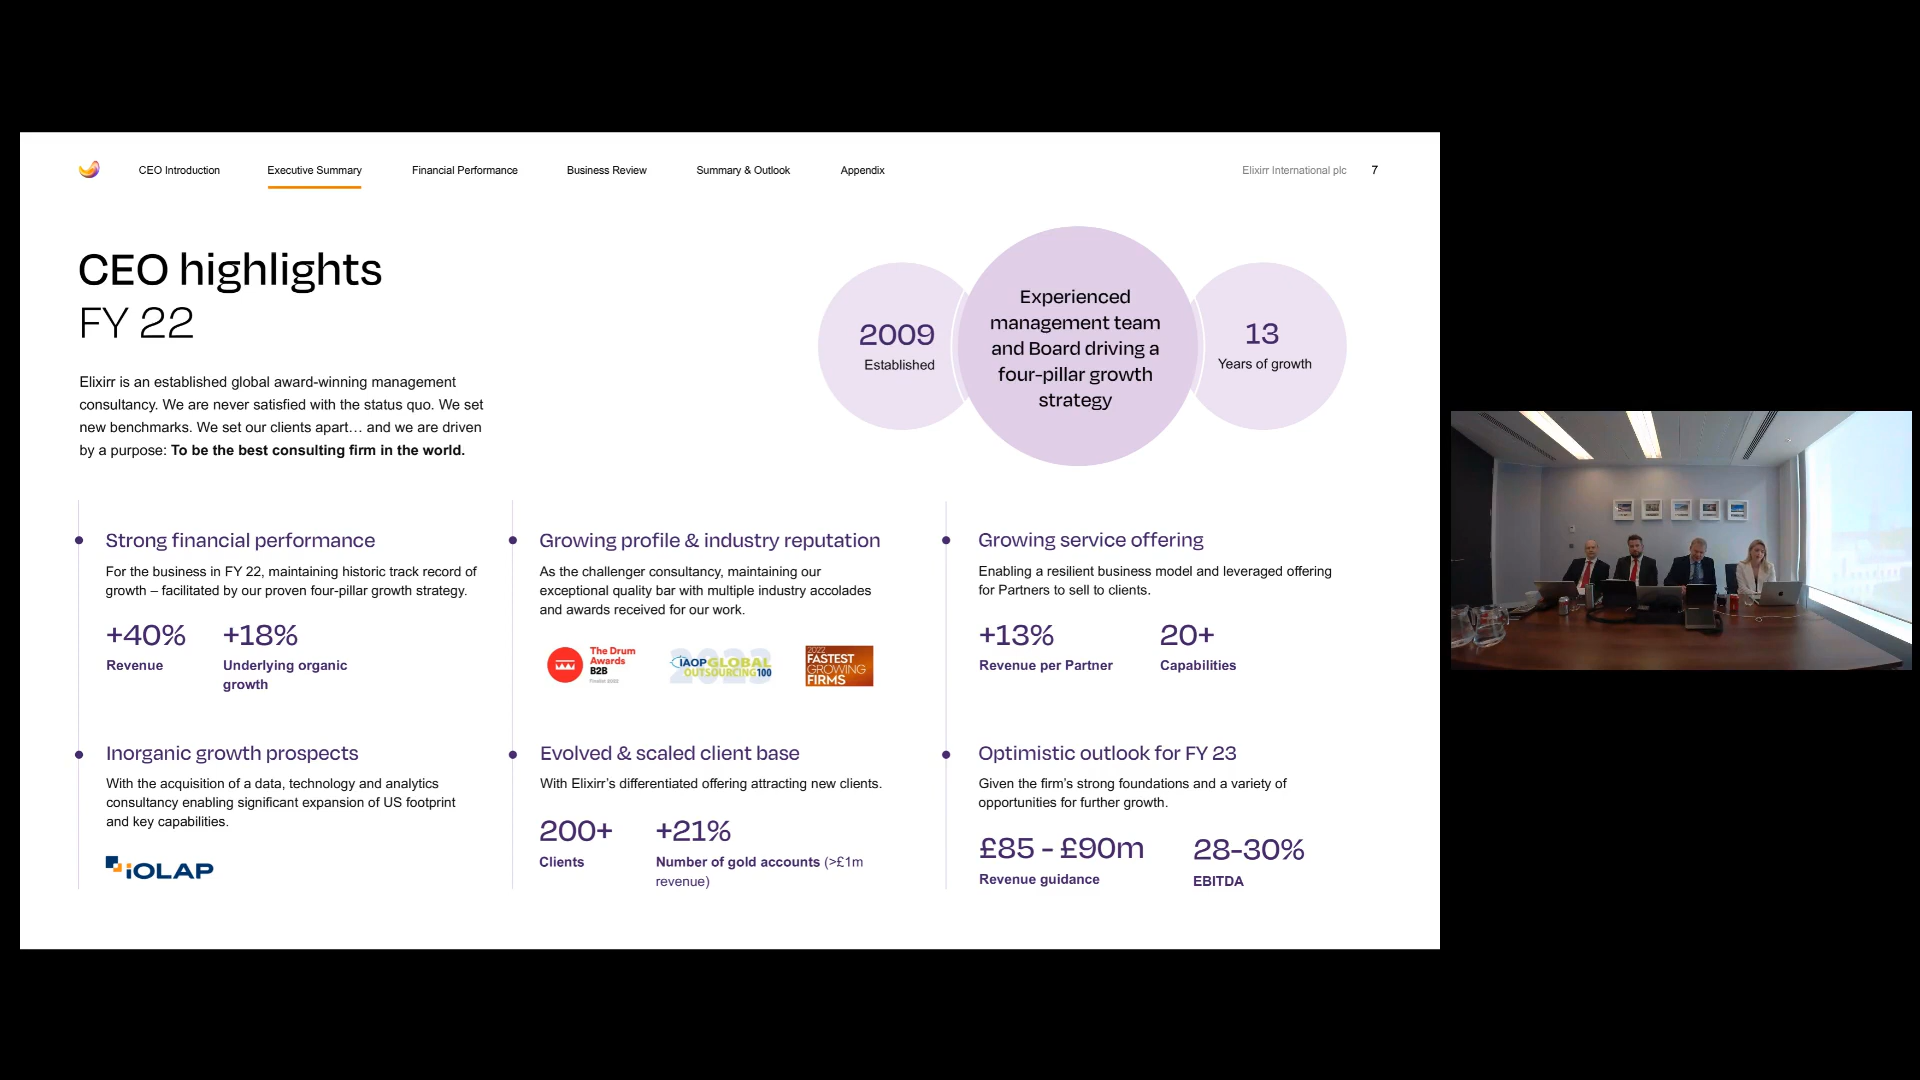 CEO Introduction
Executive Summary
Financial Performance
Business Review
Summary & Outlook
Appendix
Elixirr International plc
7
CEO highlights
FY 22
Elixirr is an established global award-winning management
consultancy. We are never satisfied with the status quo. We set
new benchmarks. We set our clients apart… and we are driven
by a purpose: To be the best consulting firm in the world.
2009
Established
Experienced
management team
and Board driving a
four-pillar growth
strategy
13
Years of growth
Strong financial performance
For the business in FY 22, maintaining historic track record of
growth – facilitated by our proven four-pillar growth strategy.
+40%
Revenue
+18%
Underlying organic
growth
Growing profile & industry reputation
As the challenger consultancy, maintaining our
exceptional quality bar with multiple industry accolades
and awards received for our work.
The Drum
Awards
B2B
Finalist 2022
2023
iAOP GLOBAL
OUTSOURCING100
2022
FASTEST
GROWING
FIRMS
Growing service offering
Enabling a resilient business model and leveraged offering
for Partners to sell to clients.
+13%
Revenue per Partner
20+
Capabilities
Inorganic growth prospects
With the acquisition of a data, technology and analytics
consultancy enabling significant expansion of US footprint
and key capabilities.
iOLAP
Evolved & scaled client base
With Elixirr’s differentiated offering attracting new clients.
200+
Clients
+21%
Number of gold accounts (>£1m
revenue)
Optimistic outlook for FY 23
Given the firm’s strong foundations and a variety of
opportunities for further growth.
£85 - £90m
Revenue guidance
28-30%
EBITDA